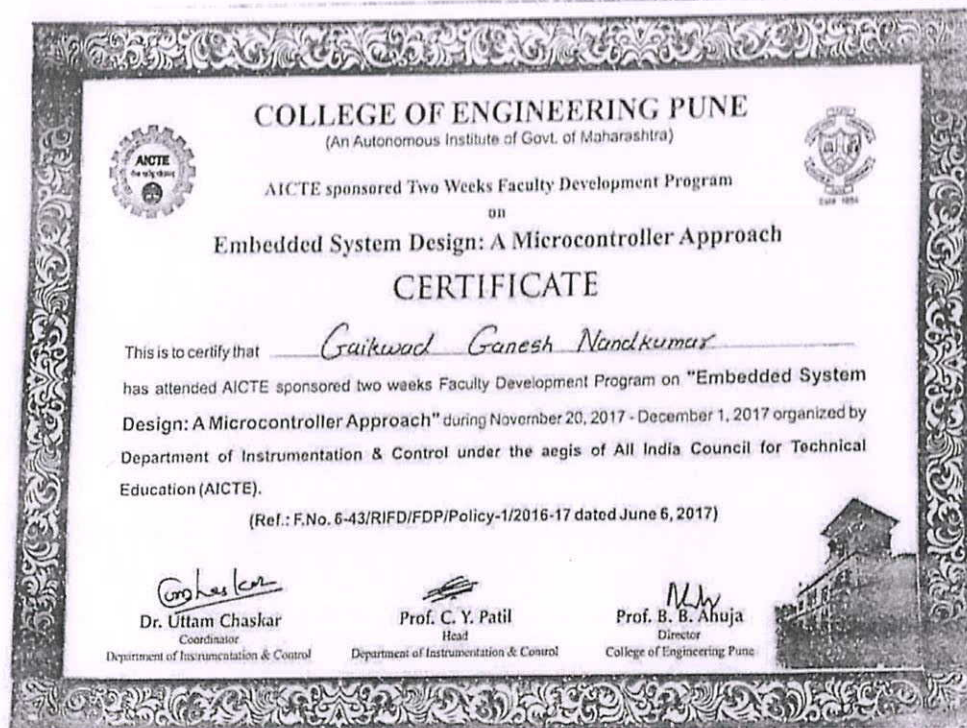 COLLEGE OF ENGINEERING PUNE
(An Autonomous Institute of Govt. of Maharashtra)
AICTE
AICTE sponsored Two Weeks Faculty Development Program
on
Embedded System Design: A Microcontroller Approach
CERTIFICATE
This is to certify that Gaikwad Ganesh Nandkumar
has attended AICTE sponsored two weeks Faculty Development Program on "Embedded System
Design: A Microcontroller Approach" during November 20, 2017 - December 1, 2017 organized by
Department of Instrumentation & Control under the aegis of All India Council for Technical
Education (AICTE).
(Ref.: F.No. 6-43/RIFD/FDP/Policy-1/2016-17 dated June 6, 2017)
Dr. Uttam Chaskar
Coordinator
Department of Instrumentation & Control
Prof. C. Y. Patil
Head
Department of Instrumentation & Control
Prof. B. B. Ahuja
Director
College of Engineering Pune